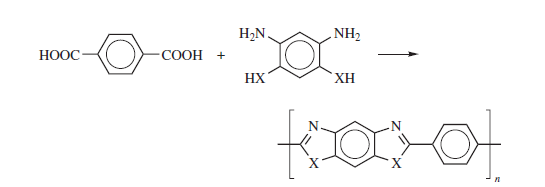 HOOC COOH + H₂N NH₂ HX XH
N N X X n